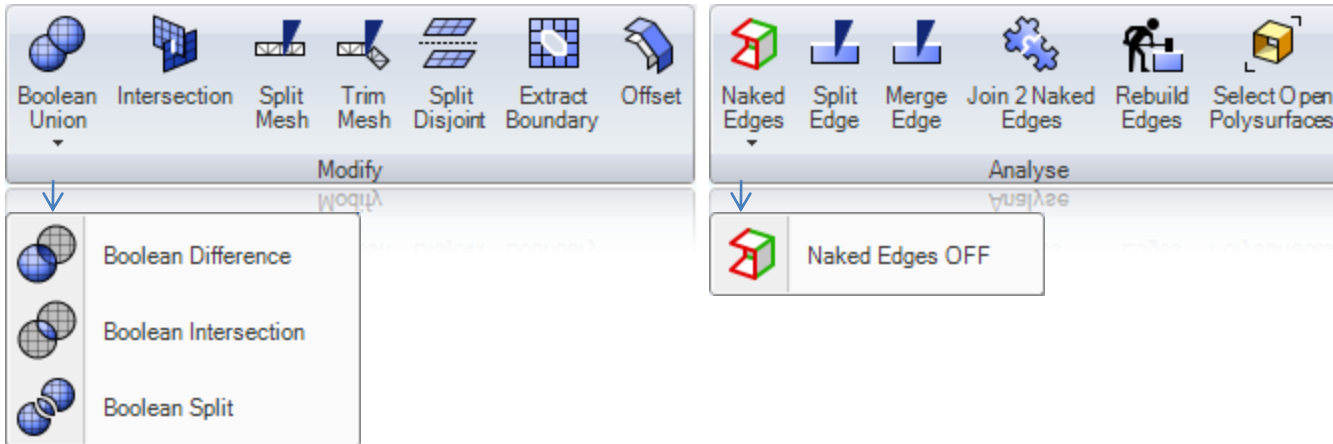 Boolean
Union
Intersection
Split
Mesh
Trim
Mesh
Split
Disjoint
Extract
Boundary
Offset
Modify
Modify
Boolean Difference
Boolean Intersection
Boolean Split
Naked
Edges
Split
Edge
Merge
Edge
Join 2 Naked
Edges
Rebuild
Edges
Select Open
Polysurfaces
Analyse
Analyse
Naked Edges OFF